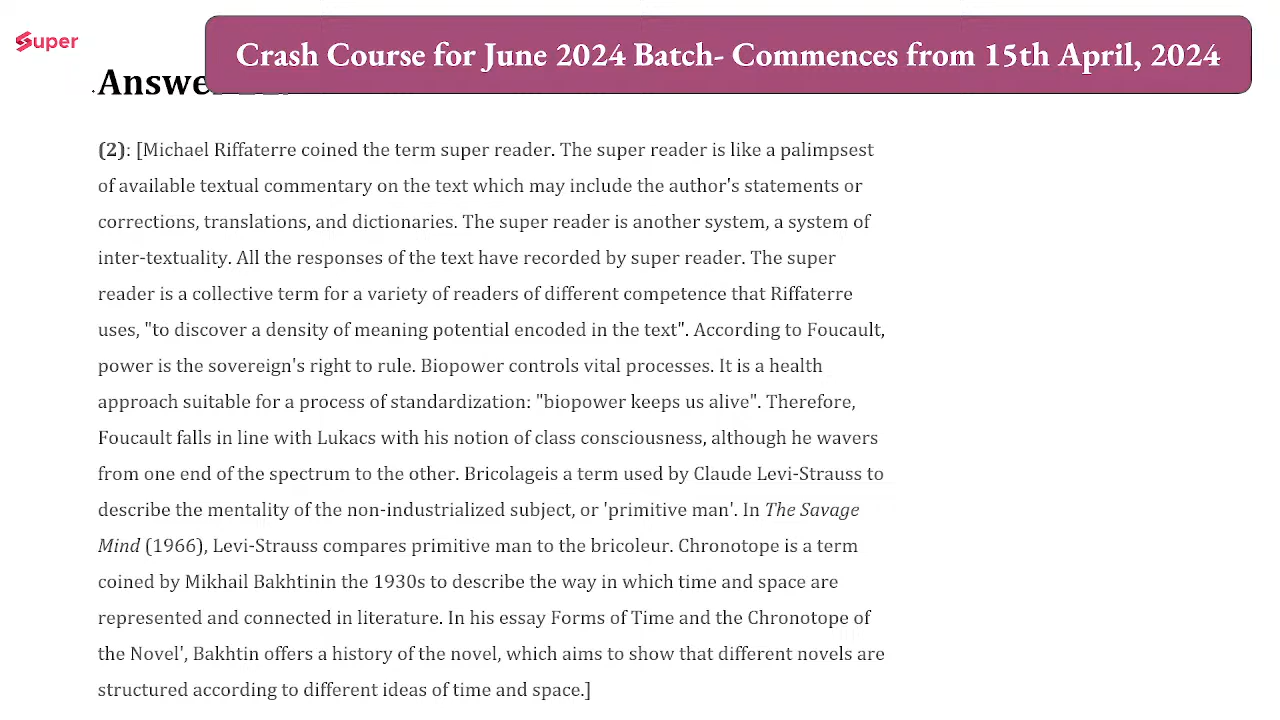 Super
Crash Course for June 2024 Batch- Commences from 15th April, 2024
(2): [Michael Riffaterre coined the term super reader. The super reader is like a palimpsest
of available textual commentary on the text which may include the author's statements or
corrections, translations, and dictionaries. The super reader is another system, a system of
inter-textuality. All the responses of the text have recorded by super reader. The super
reader is a collective term for a variety of readers of different competence that Riffaterre
uses, "to discover a density of meaning potential encoded in the text". According to Foucault,
power is the sovereign's right to rule. Biopower controls vital processes. It is a health
approach suitable for a process of standardization: "biopower keeps us alive". Therefore,
Foucault falls in line with Lukacs with his notion of class consciousness, although he wavers
from one end of the spectrum to the other. Bricolageis a term used by Claude Levi-Strauss to
describe the mentality of the non-industrialized subject, or 'primitive man'. In The Savage
Mind (1966), Levi-Strauss compares primitive man to the bricoleur. Chronotope is a term
coined by Mikhail Bakhtinin the 1930s to describe the way in which time and space are
represented and connected in literature. In his essay Forms of Time and the Chronotope of
the Novel', Bakhtin offers a history of the novel, which aims to show that different novels are
structured according to different ideas of time and space.]